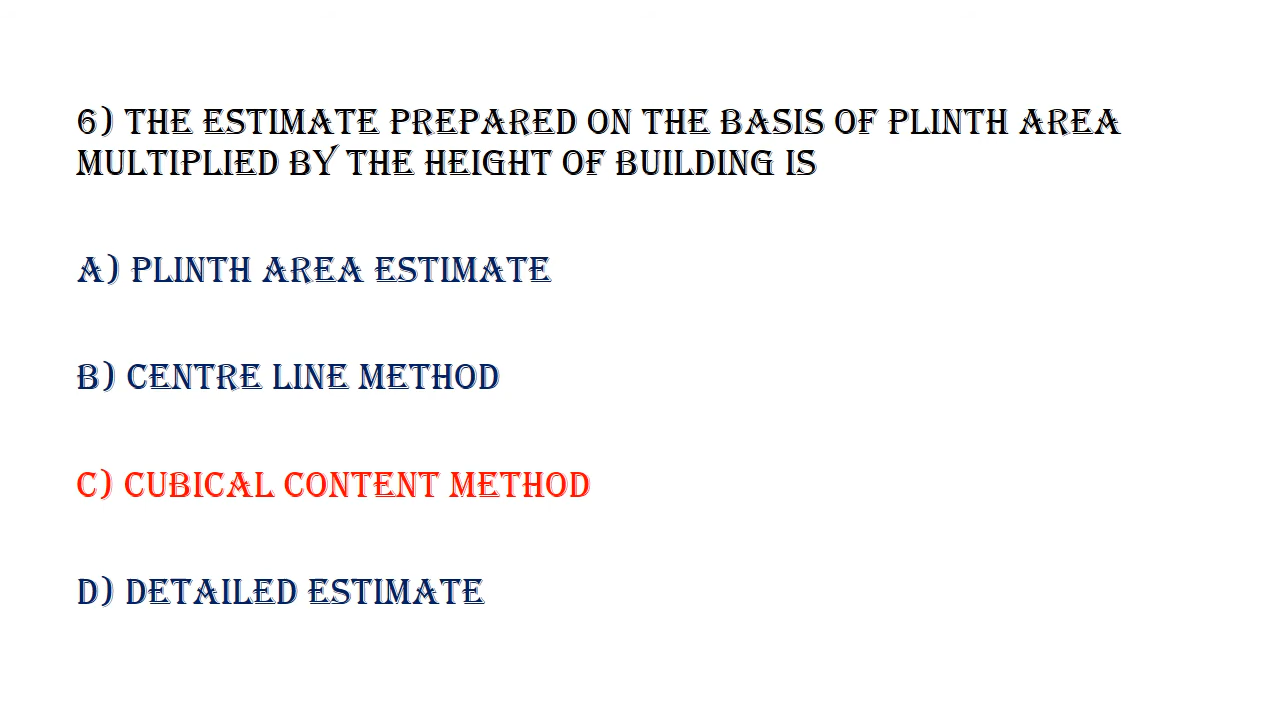 6) THE ESTIMATE PREPARED ON THE BASIS OF PLINTH AREA
MULTIPLIED BY THE HEIGHT OF BUILDING IS
A) PLINTH AREA ESTIMATE
B) CENTRE LINE METHOD
C) CUBICAL CONTENT METHOD
D) DETAILED ESTIMATE